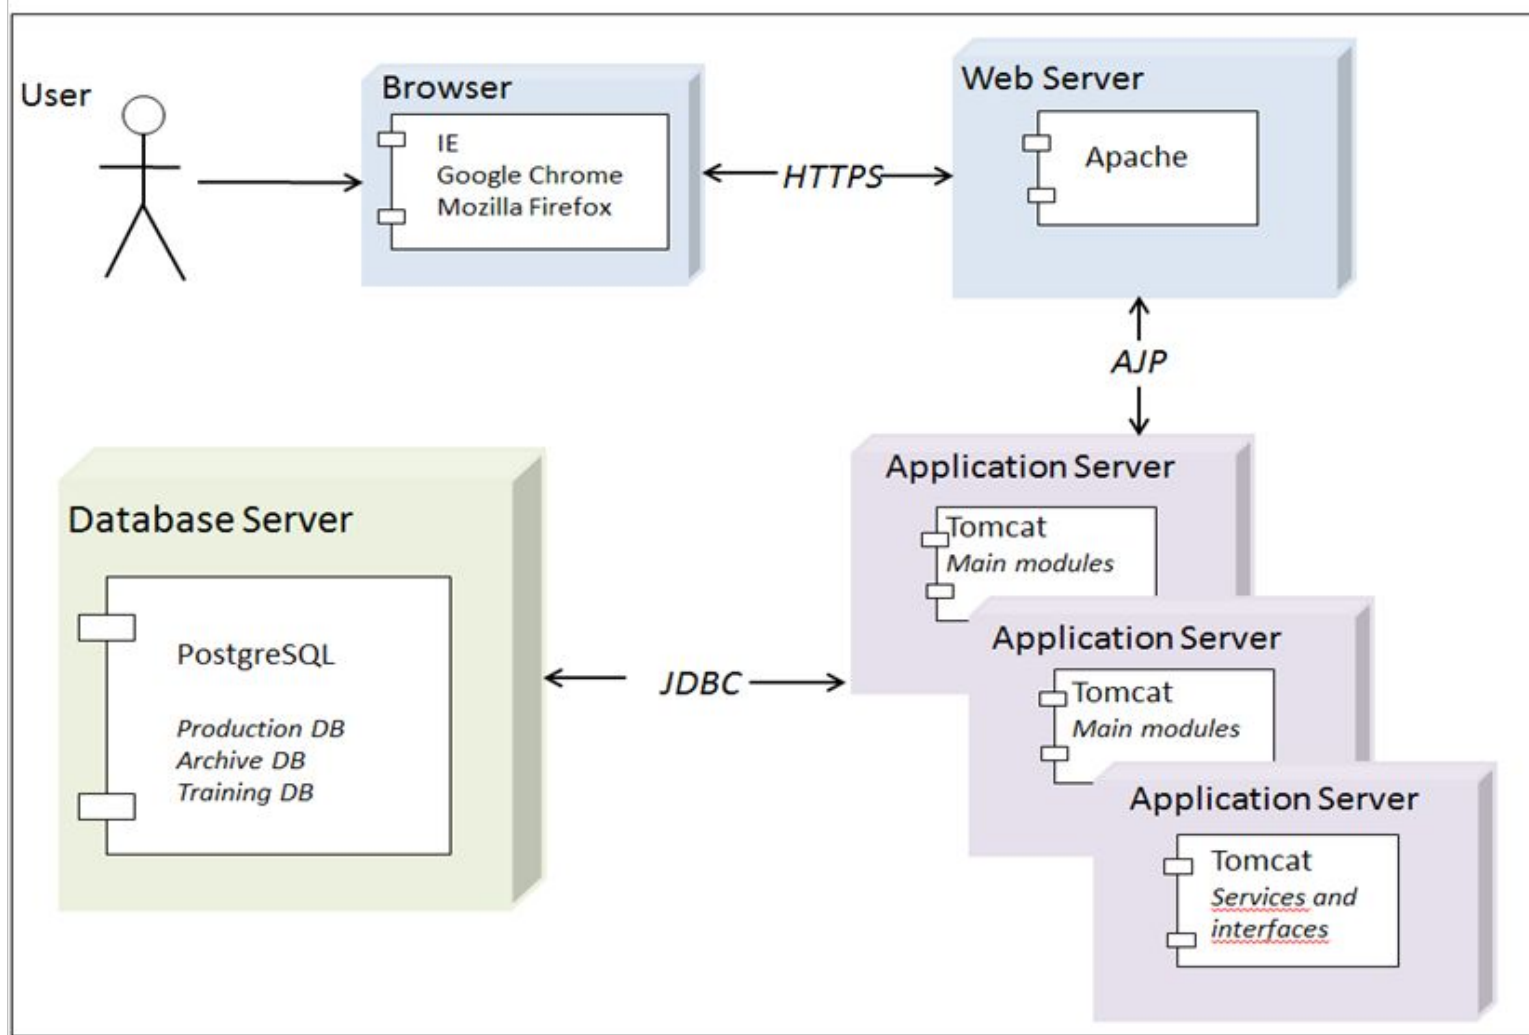 User
Browser
IE
Google Chrome
Mozilla Firefox
HTTPS
Web Server
Apache
AJP
Database Server
PostgreSQL
Production DB
Archive DB
Training DB
JDBC
Application Server
Tomcat
Main modules
Application Server
Tomcat
Main modules
Application Server
Tomcat
Services and
interfaces